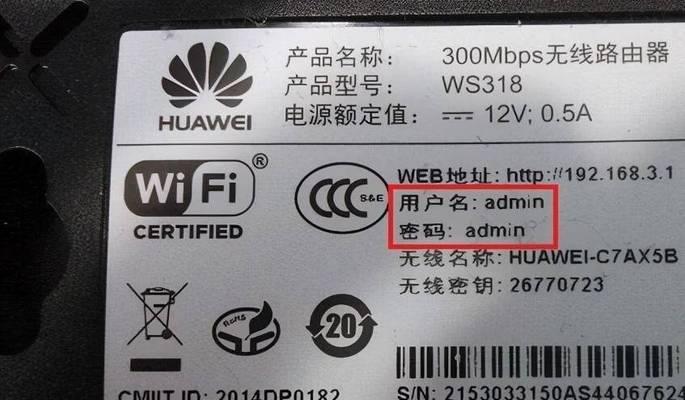 产品名称: 300Mbps无线路由器
产品型号: WS318
电源额定值: ⎓ 12V; 0.5A
HUAWEI
WEB地址: http://192.168.3.1
用户名: admin
密码: admin
无线名称: HUAWEI-C7AX5B
无线密钥: 26770723
WiFi®
CERTIFIED
CCC S&E
RoHS
20
CMIIT ID: 2014DP0182
S/N: 2153033150AS44067624